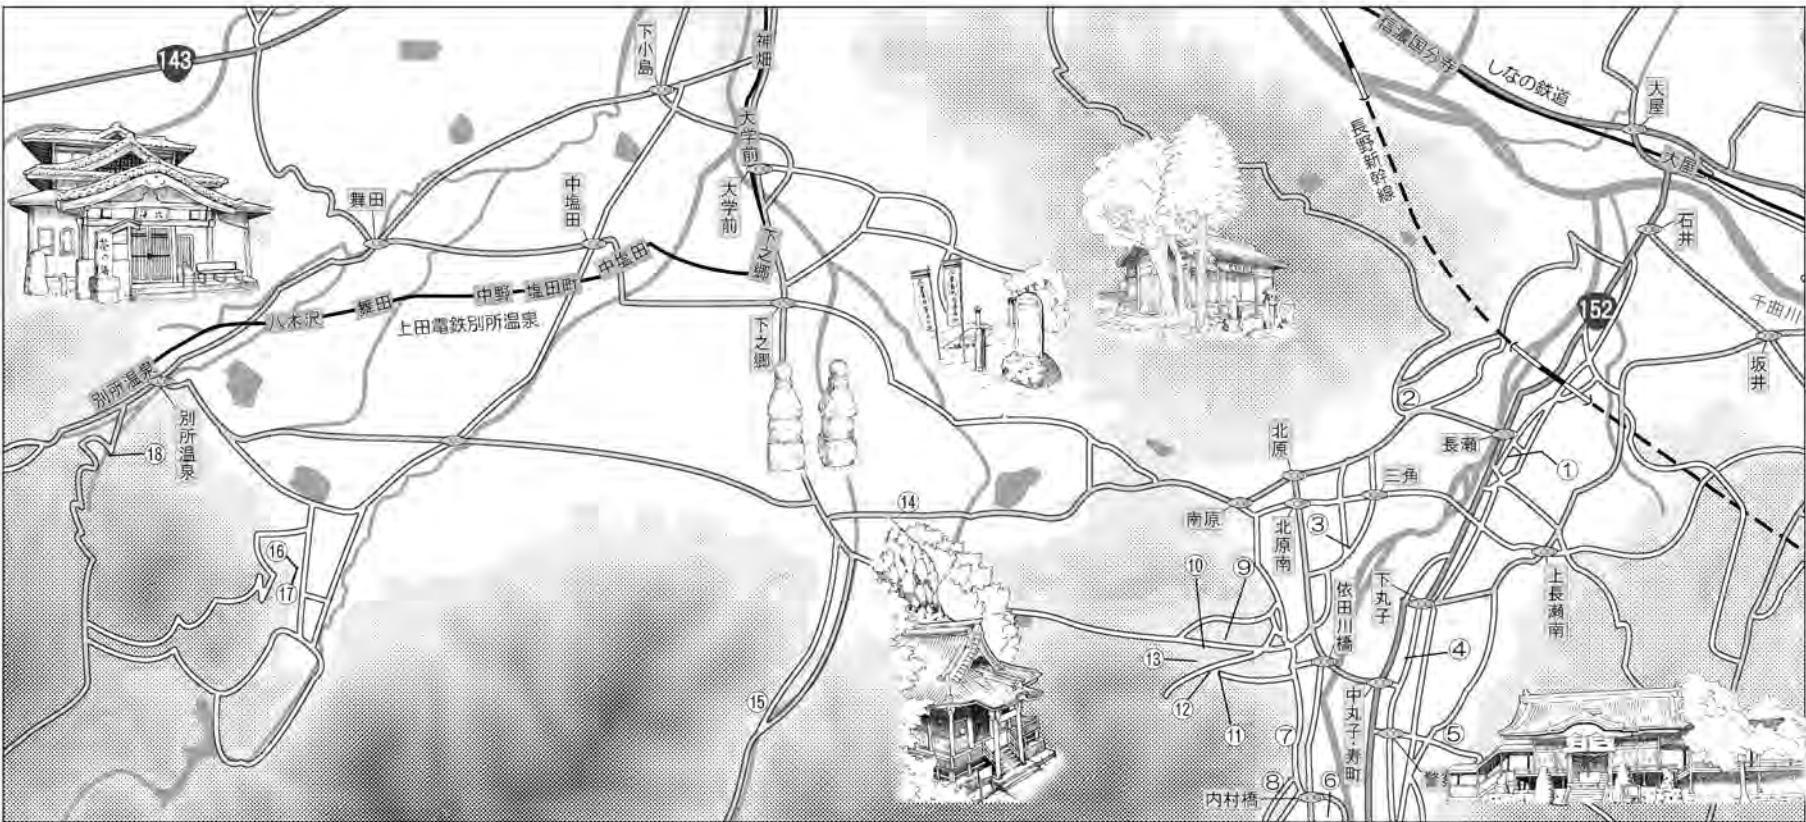 143
下小島
神畑
信濃国分寺
しなの鉄道
大屋
大学前
長野新幹線
大屋
舞田
中塩田
大学前
下之郷
石井
中塩田
中野
塩田町
舞田
八木沢
上田電鉄別所温泉
152
千曲川
下之郷
坂井
別所温泉
別所温泉
②
北原
長瀬
①
⑱
三角
⑭
南原
北原南
③
⑯
⑰
⑩
⑨
依田川橋
下丸子
上長瀬南
⑬
④
⑫
⑮
⑪
⑦
中丸子・寿町
⑤
⑧
⑥
内村橋